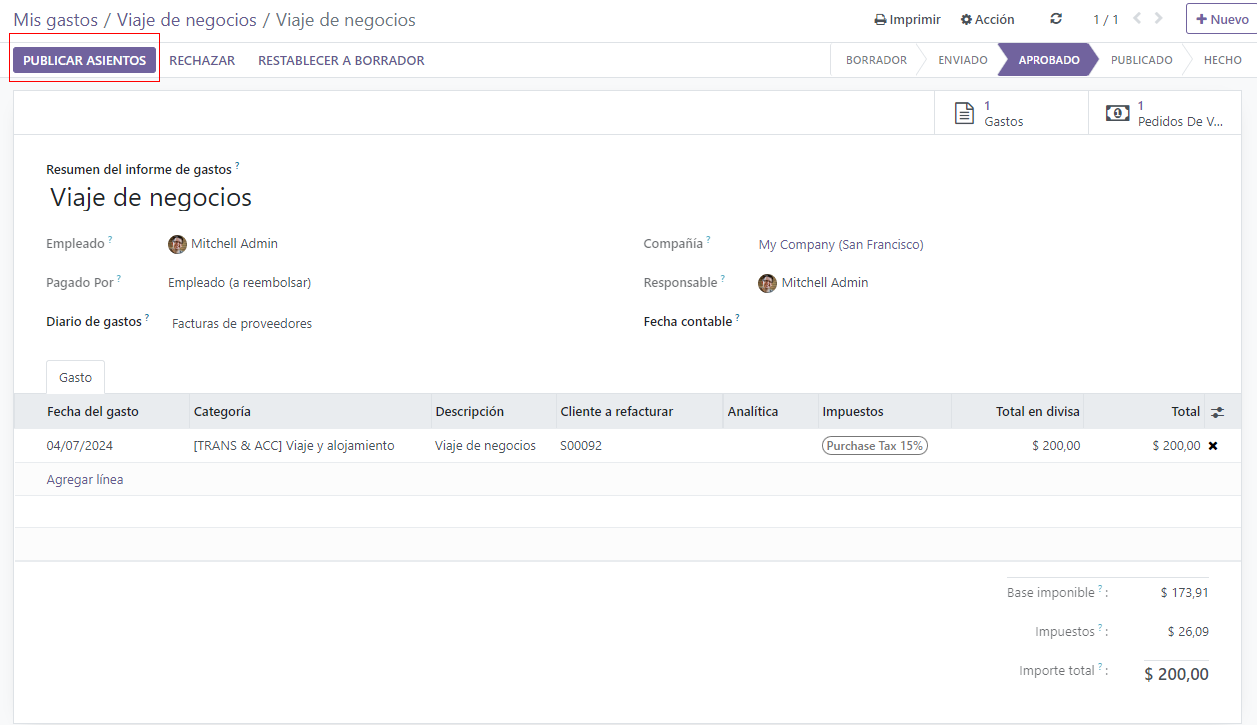 Mis gastos / Viaje de negocios / Viaje de negocios
Imprimir Acción 1 / 1 Nuevo
PUBLICAR ASIENTOS RECHAZAR RESTABLECER A BORRADOR BORRADOR ENVIADO APROBADO PUBLICADO HECHO
1 Gastos
1 Pedidos De V...
Resumen del informe de gastos ?
Viaje de negocios
Empleado ? Mitchell Admin Compañía ? My Company (San Francisco)
Pagado Por ? Empleado (a reembolsar) Responsable ? Mitchell Admin
Diario de gastos ? Facturas de proveedores Fecha contable ?
Gasto
Fecha del gasto Categoría Descripción Cliente a refacturar Analítica Impuestos Total en divisa Total
04/07/2024 [TRANS & ACC] Viaje y alojamiento Viaje de negocios S00092 Purchase Tax 15% $ 200,00 $ 200,00
Agregar línea
Base imponible ? : $ 173,91
Impuestos ? : $ 26,09
Importe total ? : $ 200,00